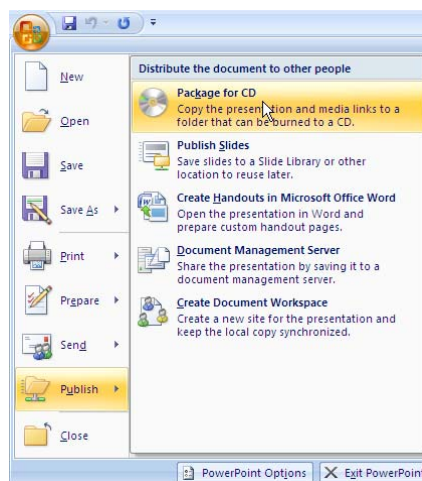 New
Open
Save
Save As
Print
Prepare
Send
Publish
Close
Distribute the document to other people
Package for CD
Copy the presentation and media links to a
folder that can be burned to a CD.
Publish Slides
Save slides to a Slide Library or other
location to reuse later.
Create Handouts in Microsoft Office Word
Open the presentation in Word and
prepare custom handout pages.
Document Management Server
Share the presentation by saving it to a
document management server.
Create Document Workspace
Create a new site for the presentation and
keep the local copy synchronized.
PowerPoint Options
Exit PowerPoint